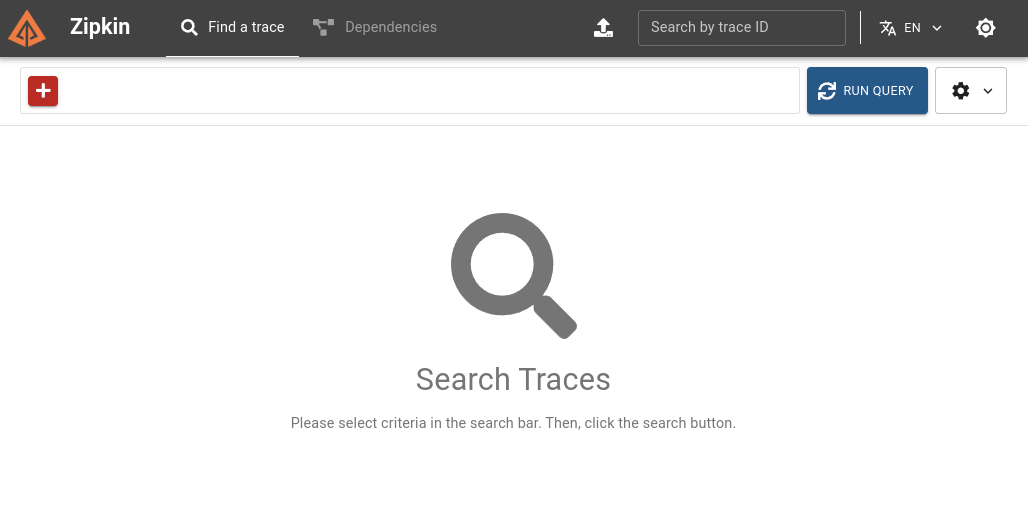 Zipkin
Find a trace
Dependencies
Search by trace ID
EN
RUN QUERY
Search Traces
Please select criteria in the search bar. Then, click the search button.